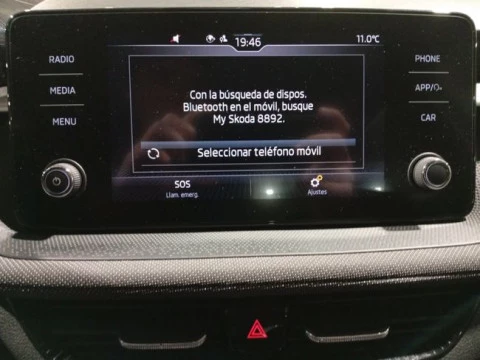 19:46
11.0°C
RADIO
MEDIA
MENU
Con la búsqueda de dispos.
Bluetooth en el móvil, busque
My Skoda 8892.
Seleccionar teléfono móvil
SOS
Llam. emerg.
Ajustes
PHONE
APP/
CAR